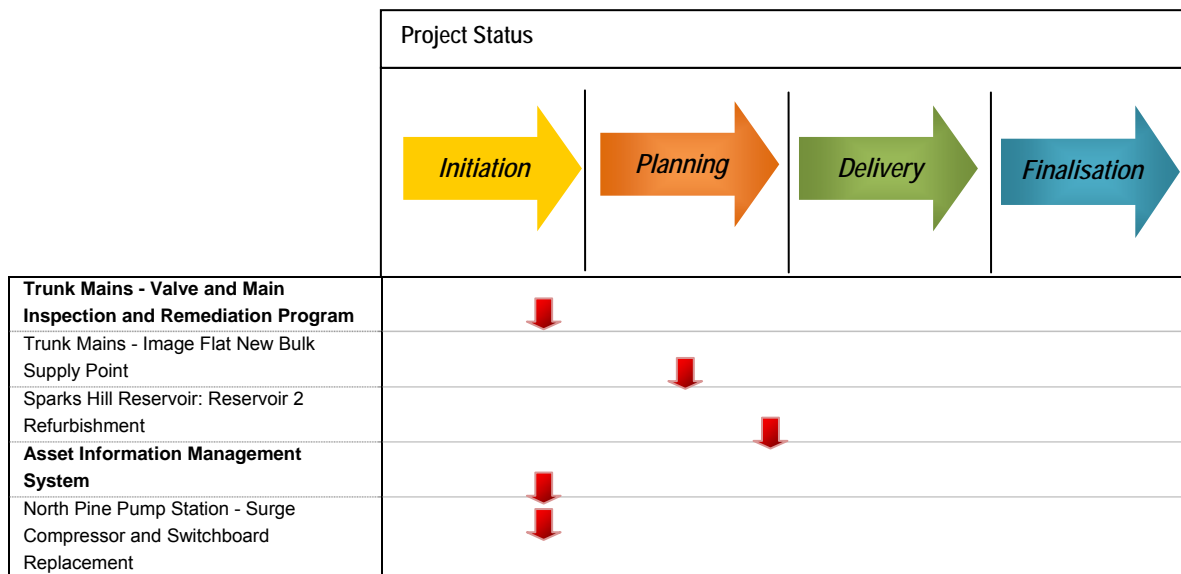 Project Status
Initiation
Planning
Delivery
Finalisation
Trunk Mains - Valve and Main
Inspection and Remediation Program
Trunk Mains - Image Flat New Bulk
Supply Point
Sparks Hill Reservoir: Reservoir 2
Refurbishment
Asset Information Management
System
North Pine Pump Station - Surge
Compressor and Switchboard
Replacement